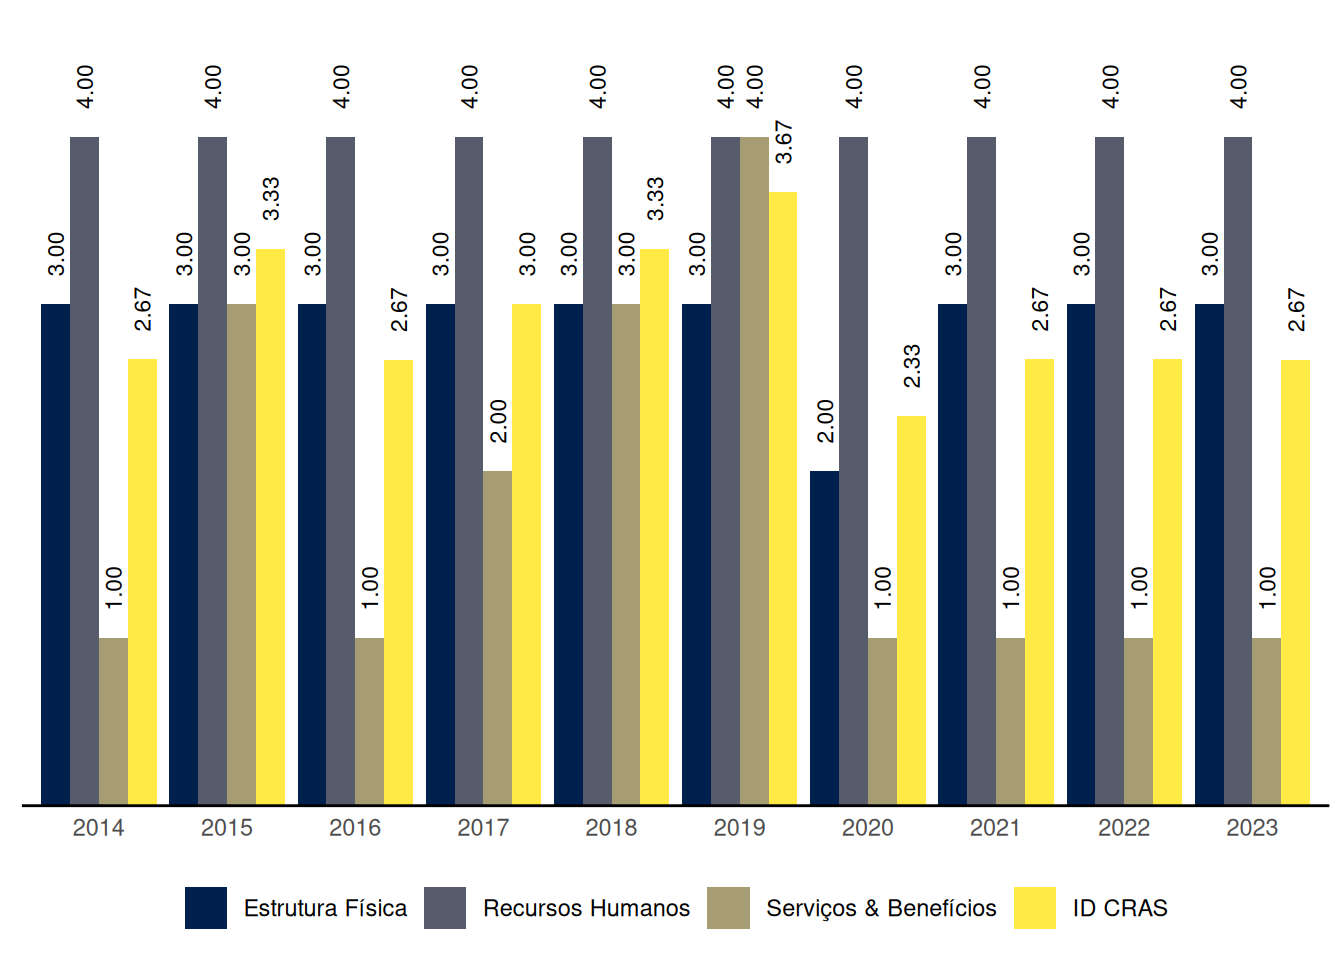 4.00 4.00 4.00 4.00 4.00 4.00 4.00 4.00 4.00 4.00 4.00
3.67
3.33 3.33
3.00 3.00 3.00 3.00 3.00 3.00 3.00 3.00 3.00 3.00 3.00 3.00
2.67 2.67 2.67 2.67 2.67
2.33
2.00 2.00
1.00 1.00 1.00 1.00 1.00 1.00
2014 2015 2016 2017 2018 2019 2020 2021 2022 2023
Estrutura Física Recursos Humanos Serviços & Benefícios ID CRAS